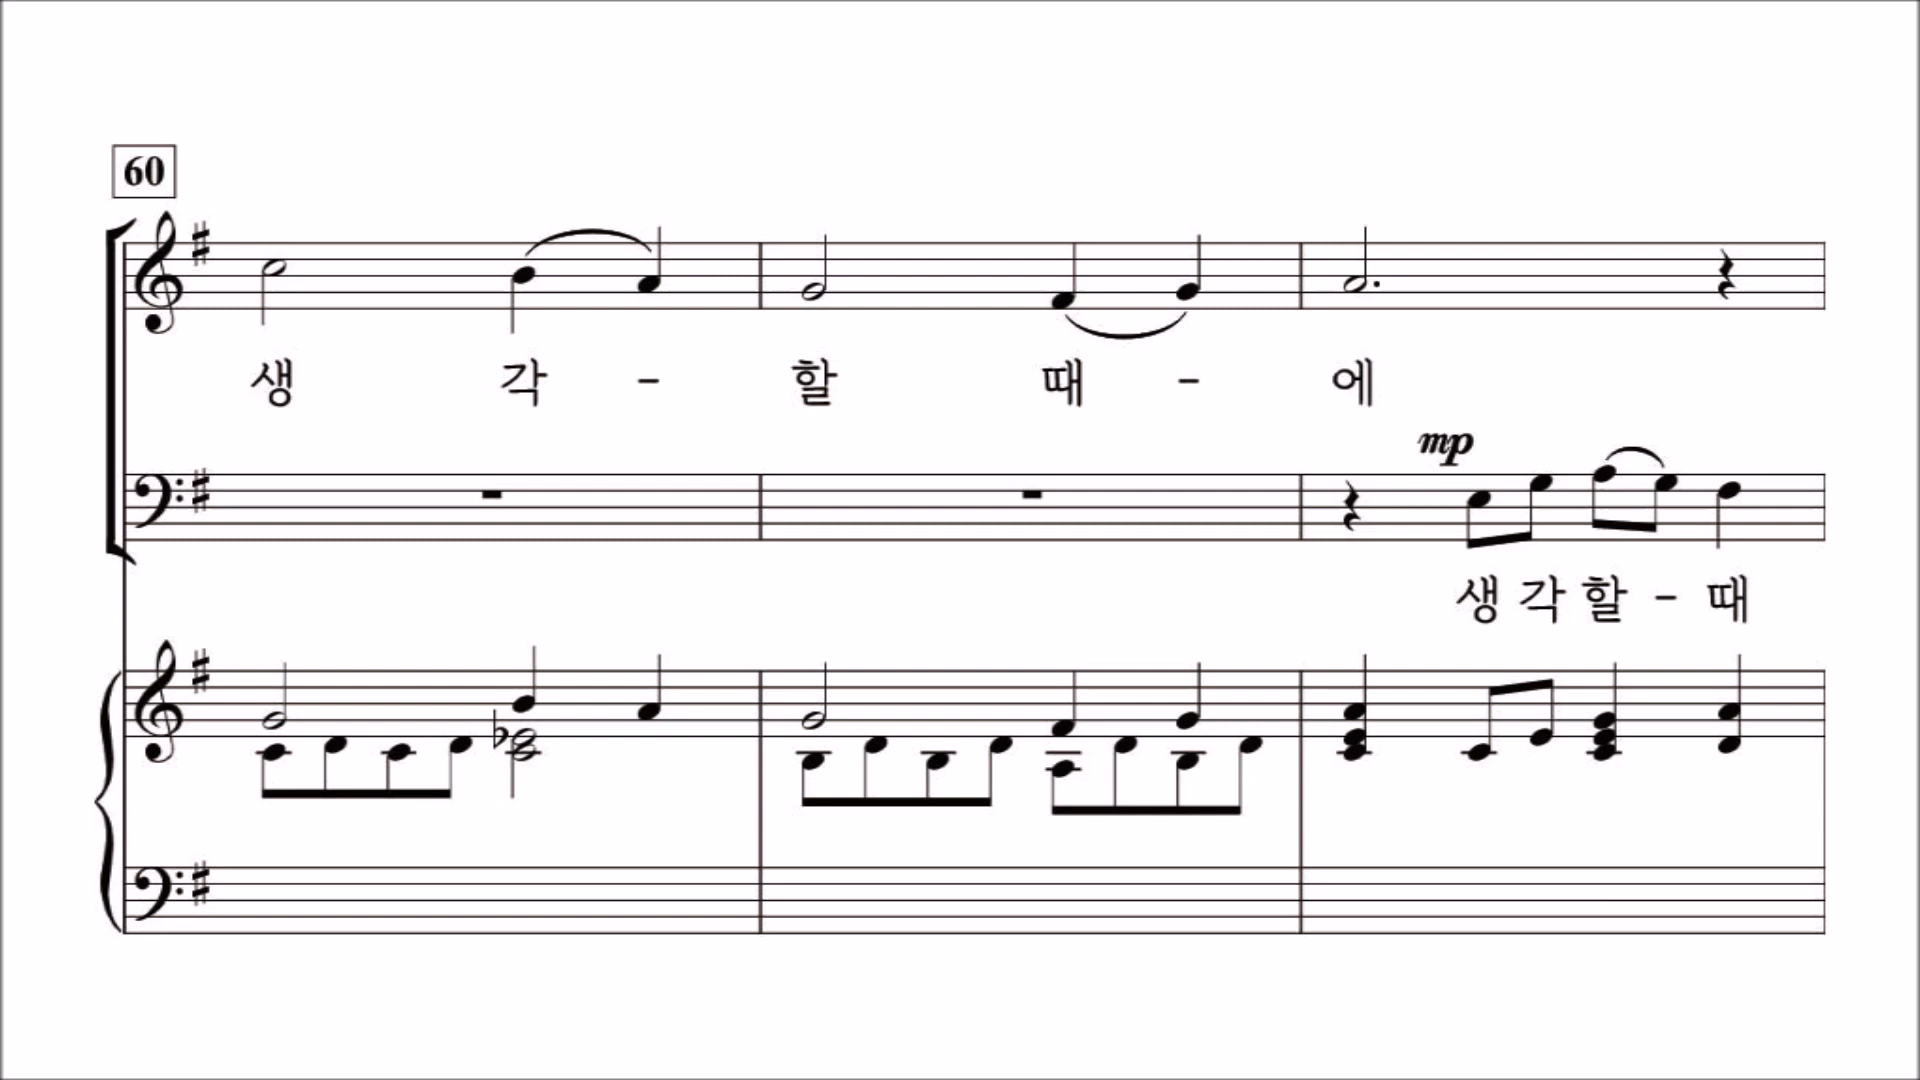 60
생 각 - 할 때 - 에
mp
생 각 할 - 때